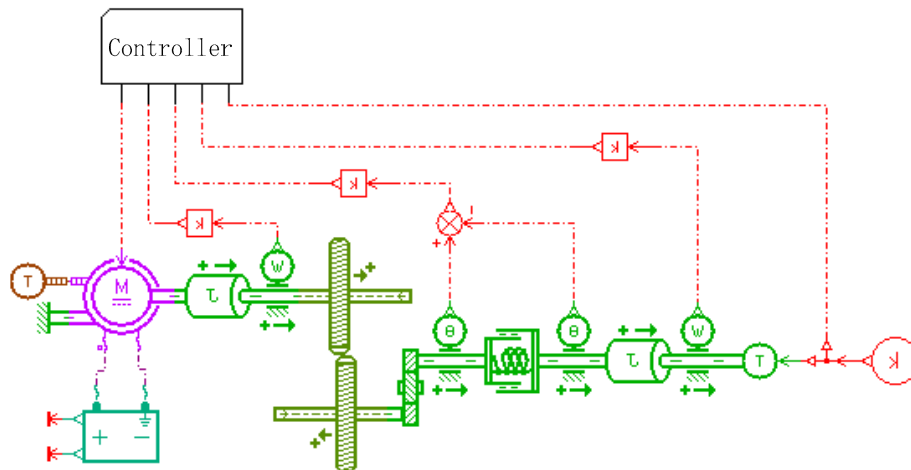 Controller
K
K
K
+
-
W
T
M
+
+
θ
θ
W
T
K
+
+
+
+
+
+
+ -